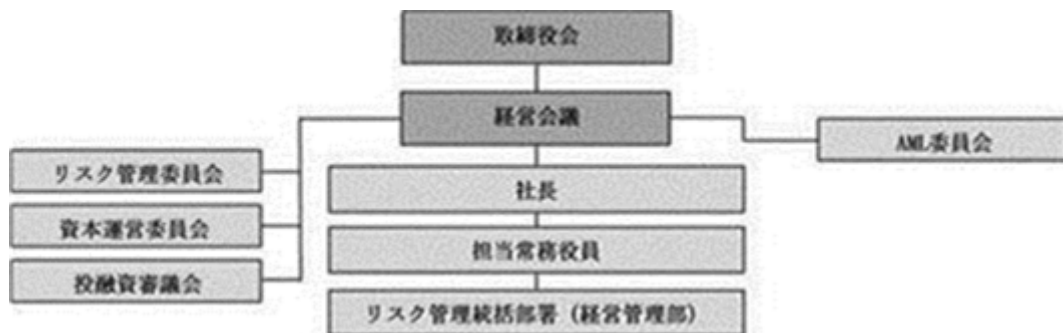 取締役会
経営会議
AML委員会
リスク管理委員会
資本運営委員会
投融資審議会
社長
担当常務役員
リスク管理統括部署（経営管理部）